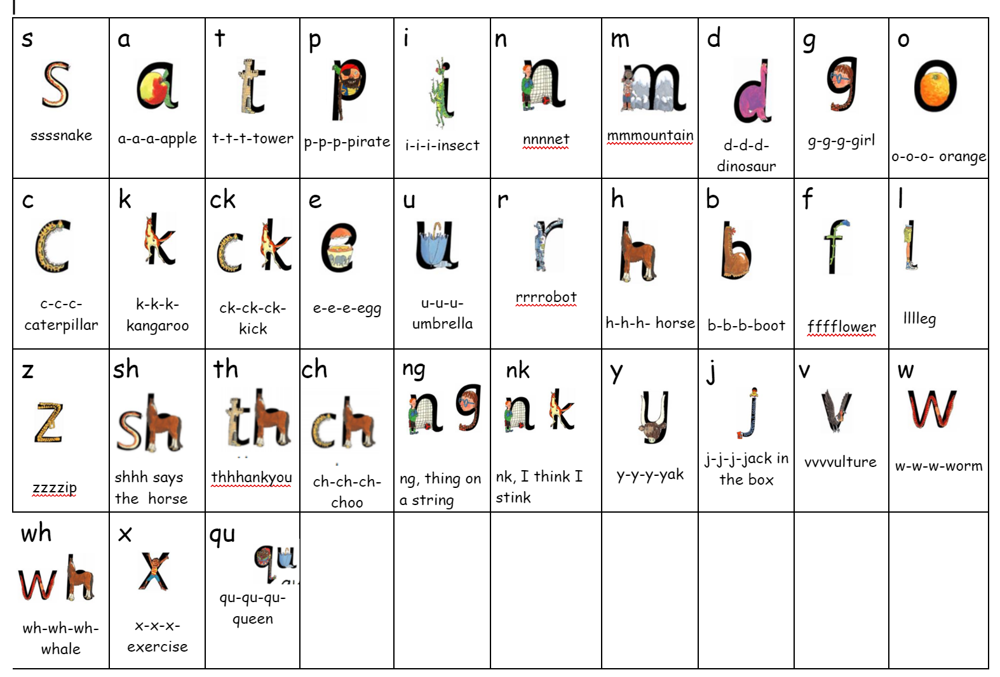 s
ssssnake
a
a-a-a-apple
t
t-t-t-tower
p
p-p-p-pirate
i
i-i-i-insect
n
nnnnet
m
mmmountain
d
d-d-d-
dinosaur
g
g-g-g-girl
o
o-o-o- orange
c
c-c-c-
caterpillar
k
k-k-k-
kangaroo
ck
ck-ck-ck-
kick
e
e-e-e-egg
u
u-u-u-
umbrella
r
rrrrobot
h
h-h-h- horse
b
b-b-b-boot
f
fffflower
l
lllleg
z
zzzzip
sh
shhh says
the horse
th
thhhankyou
ch
ch-ch-ch-
choo
ng
ng, thing on
a string
nk
nk, I think I
stink
y
y-y-y-yak
j
j-j-j-jack in
the box
v
vvvvulture
w
w-w-w-worm
wh
wh-wh-wh-
whale
x
x-x-x-
exercise
qu
qu-qu-qu-
queen